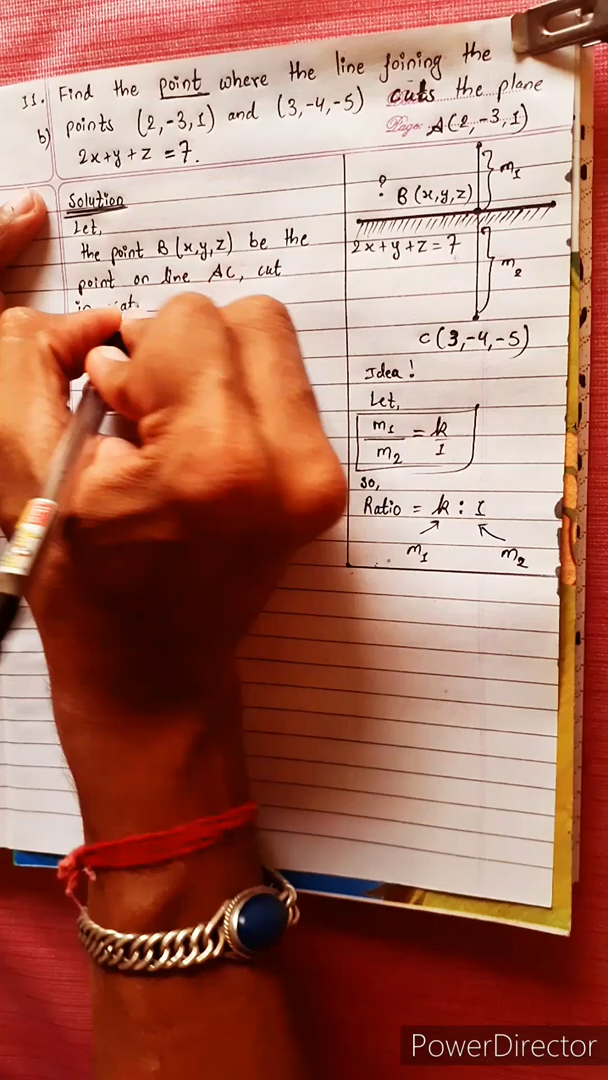 11. Find the point where the line joining the
b) points (2,-3,1) and (3,-4,-5) cuts the plane
2x+y+z =7.
Page: A(2,-3,1)
Solution
Let,
the point B (x,y,z) be the
point on line AC, cut
at
m1
?
B (x,y,z)
2x+y+z=7
m2
C(3,-4,-5)
Idea!
Let,
m1/m2 = k/1
So,
Ratio = k : 1
m1 m2
PowerDirector